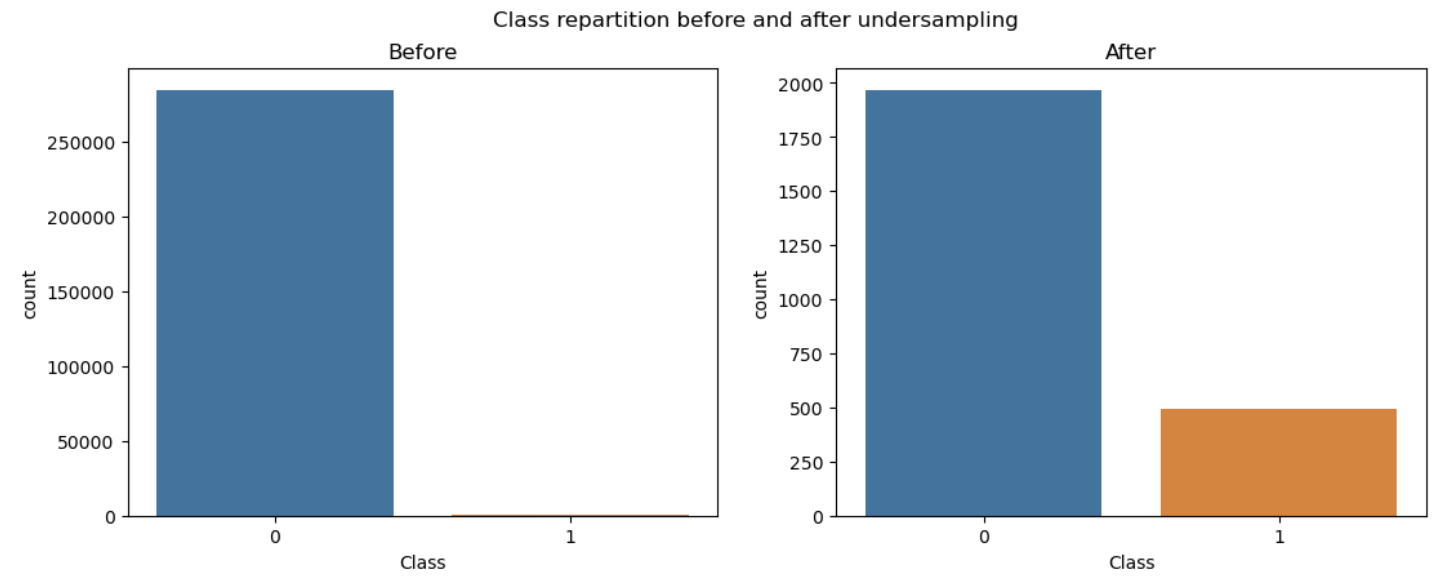 Class repartition before and after undersampling
Before
250000
200000
150000
100000
50000
0
count
0
1
Class
After
2000
1750
1500
1250
1000
750
500
250
0
count
0
1
Class